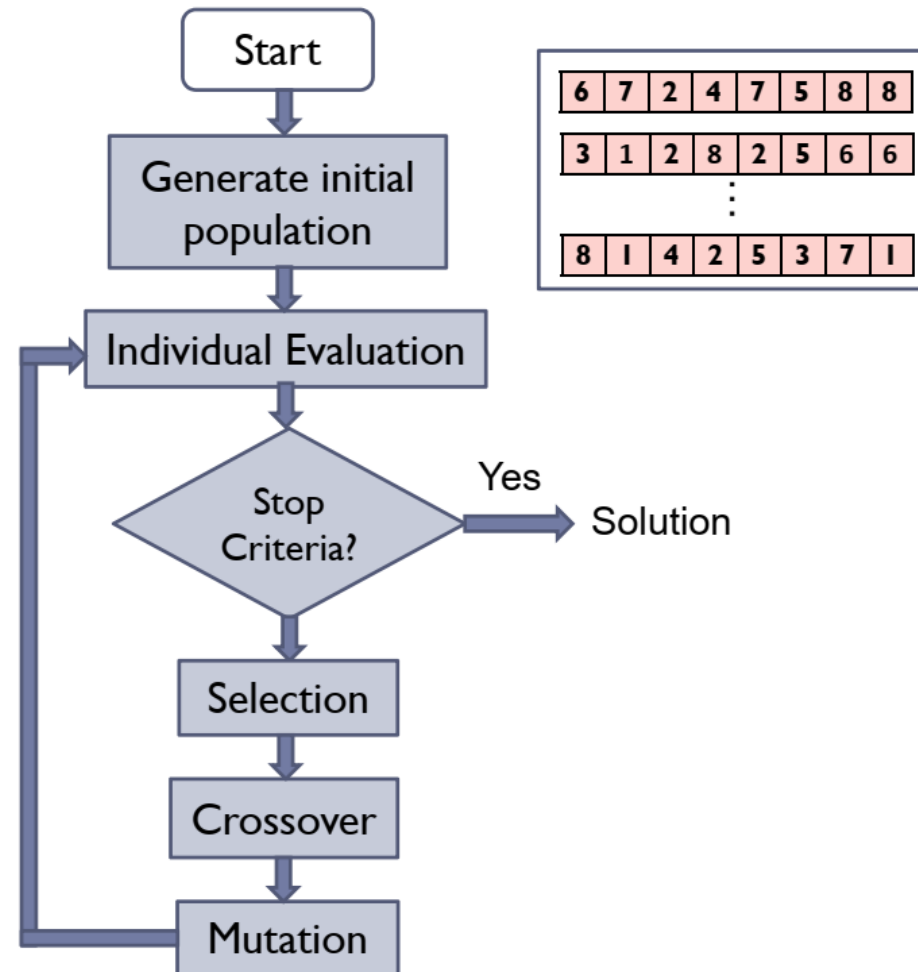 Start
Generate initial
population
Individual Evaluation
Stop
Criteria?
Yes
Solution
Selection
Crossover
Mutation
6 7 2 4 7 5 8 8
3 1 2 8 2 5 6 6
⋮
8 1 4 2 5 3 7 1